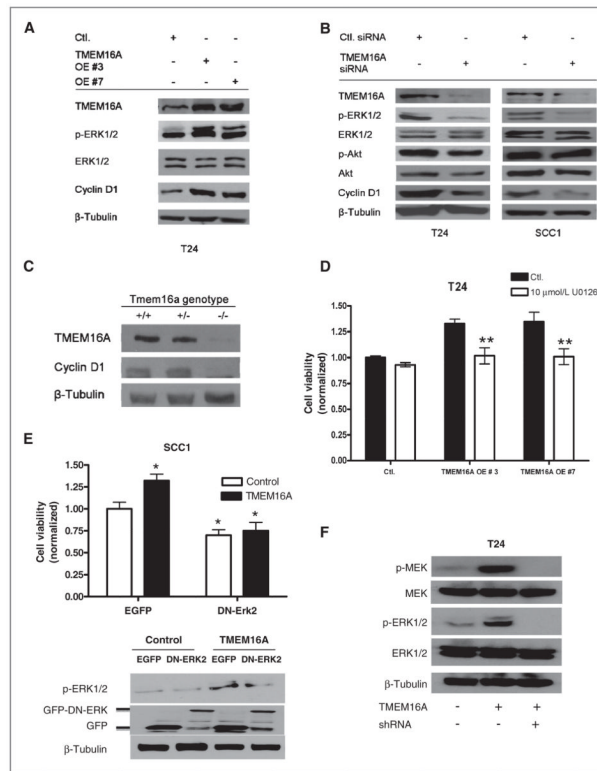 A
Ctl. + - -
TMEM16A
OE #3 - + -
OE #7 - - +
TMEM16A
p-ERK1/2
ERK1/2
Cyclin D1
β-Tubulin
T24
B
Ctl. siRNA + - + -
TMEM16A
siRNA - + - +
TMEM16A
p-ERK1/2
ERK1/2
p-Akt
Akt
Cyclin D1
β-Tubulin
T24 SCC1
C
Tmem16a genotype
+/+ +/- -/-
TMEM16A
Cyclin D1
β-Tubulin
D
T24
Ctl.
10 μmol/L U0126
Cell viability
(normalized)
1.50
1.25
1.00
0.75
0.50
0.25
0.00
** **
Ctl. TMEM16A OE # 3 TMEM16A OE #7
E
SCC1
Control
TMEM16A
Cell viability
(normalized)
1.50
1.25
1.00
0.75
0.50
0.25
0.00
* * *
EGFP DN-Erk2
Control TMEM16A
EGFP DN-ERK2 EGFP DN-ERK2
p-ERK1/2
GFP-DN-ERK
GFP
β-Tubulin
F
T24
p-MEK
MEK
p-ERK1/2
ERK1/2
β-Tubulin
TMEM16A - + +
shRNA - - +